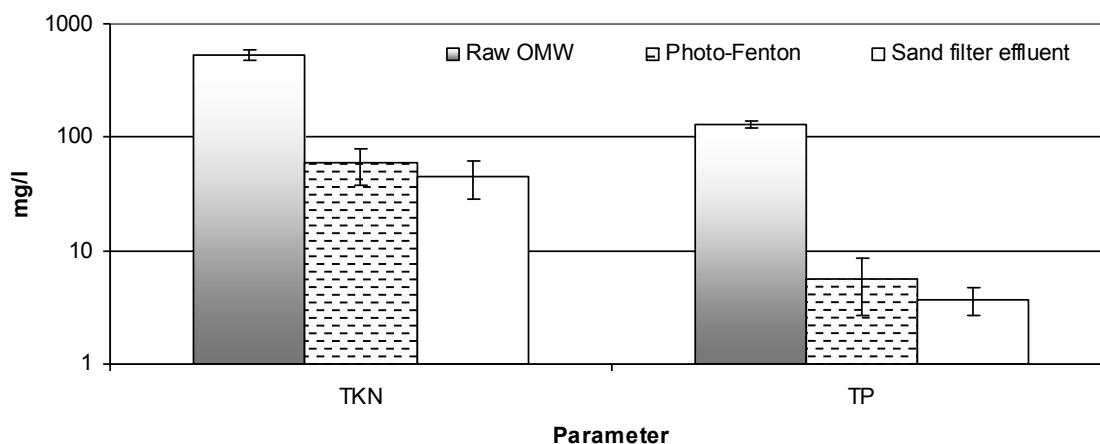 1000
Raw OMW Photo-Fenton Sand filter effluent
100
mg/l
10
1
TKN TP
Parameter